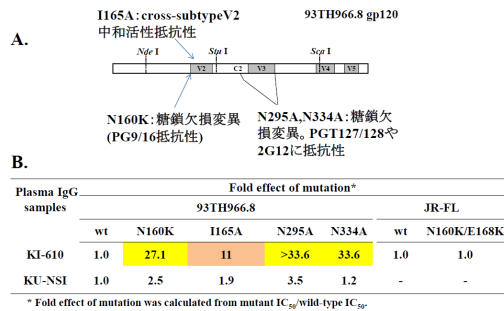 I165A：cross-subtypeV2
中和活性抵抗性
93TH966.8 gp120
A.
Nde I
Stu I
Sca I
V2
C2
V3
V4
V5
N160K：糖鎖欠損変異
(PG9/16抵抗性)
N295A,N334A：糖鎖欠
損変異。PGT127/128や
2G12に抵抗性
B.
Plasma IgG samples
Fold effect of mutation*
93TH966.8
JR-FL
wt N160K I165A N295A N334A wt N160K/E168K
KI-610 1.0 27.1 11 >33.6 33.6 1.0 1.0
KU-NSI 1.0 2.5 1.9 3.5 1.2 - -
* Fold effect of mutation was calculated from mutant IC50/wild-type IC50.